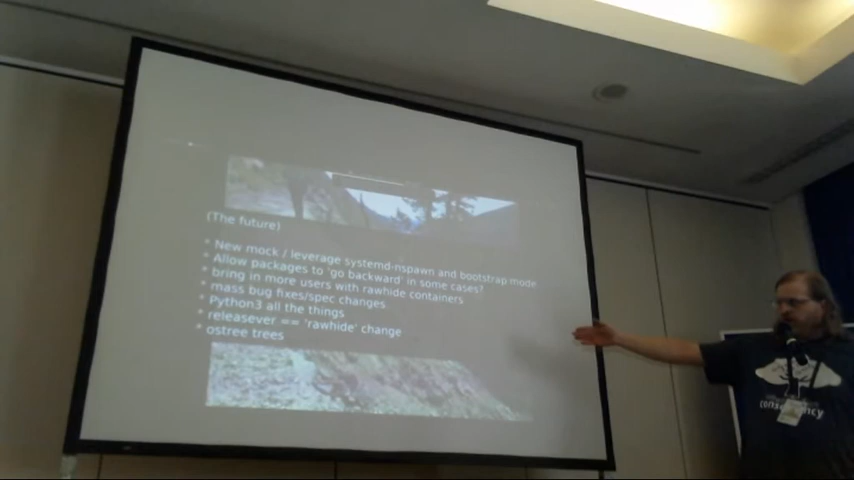 (The future)
* New mock / leverage systemd-nspawn and bootstrap mode
* Allow packages to 'go backward' in some cases?
* bring in more users with rawhide containers
* mass bug fixes/spec changes
* Python3 all the things
* releasever == 'rawhide' change
* ostree trees